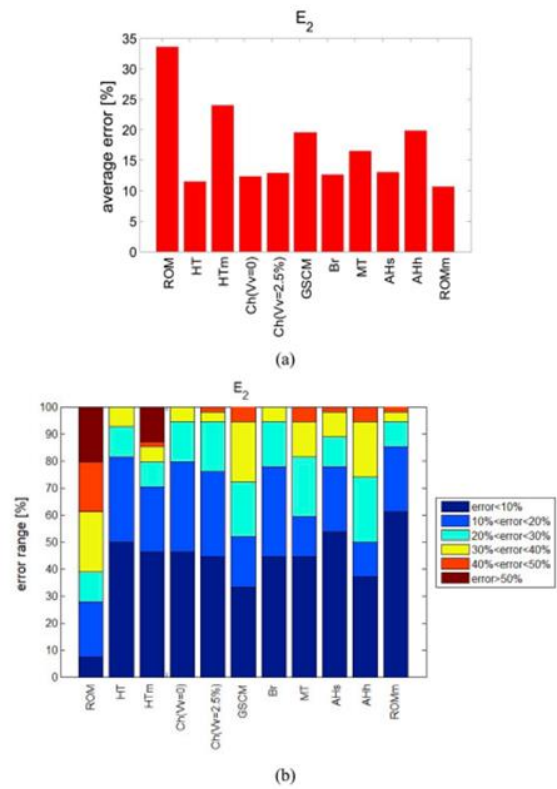 E2
average error [%]
35
30
25
20
15
10
5
0
ROM
HT
HTm
Ch(Vv=0)
Ch(Vv=2.5%)
GSCM
Br
MT
AHs
AHh
ROMm
(a)
E2
error range [%]
100
90
80
70
60
50
40
30
20
10
0
ROM
HT
HTm
Ch(Vv=0)
Ch(Vv=2.5%)
GSCM
Br
MT
AHs
AHh
ROMm
error<10%
10%<error<20%
20%<error<30%
30%<error<40%
40%<error<50%
error>50%
(b)